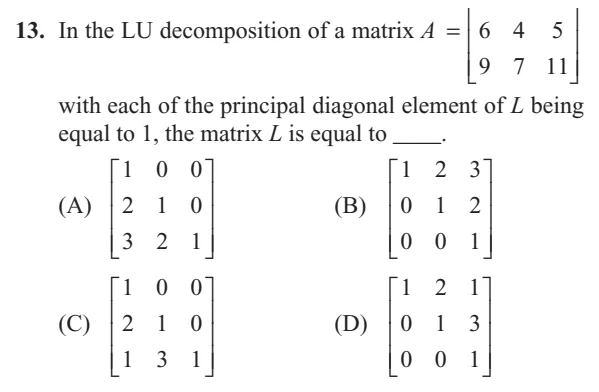 13. In the LU decomposition of a matrix A = 6 4 5
9 7 11
with each of the principal diagonal element of L being
equal to 1, the matrix L is equal to ____.
(A) [1 0 0
2 1 0
3 2 1]
(B) [1 2 3
0 1 2
0 0 1]
(C) [1 0 0
2 1 0
1 3 1]
(D) [1 2 1
0 1 3
0 0 1]